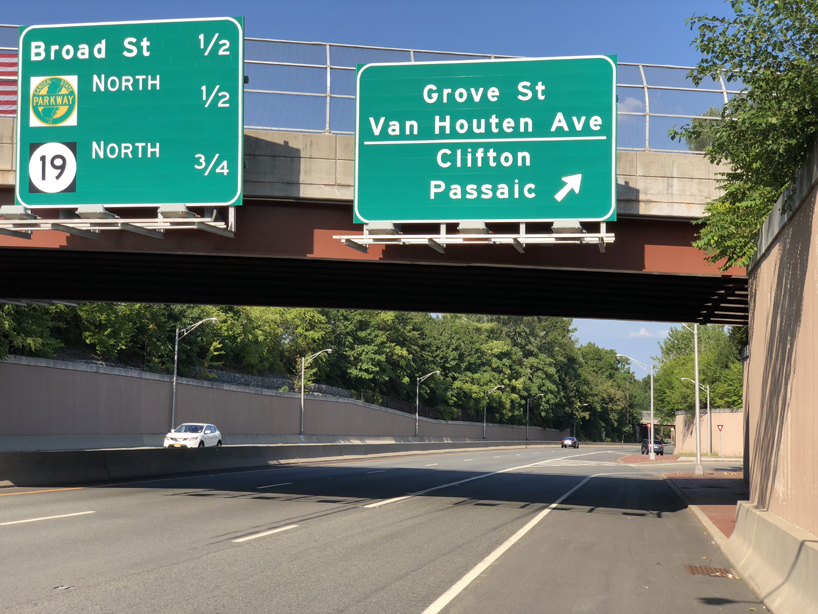 Broad St 1/2
GARDEN STATE
PARKWAY
NORTH 1/2
19 NORTH 3/4
Grove St
Van Houten Ave
Clifton
Passaic